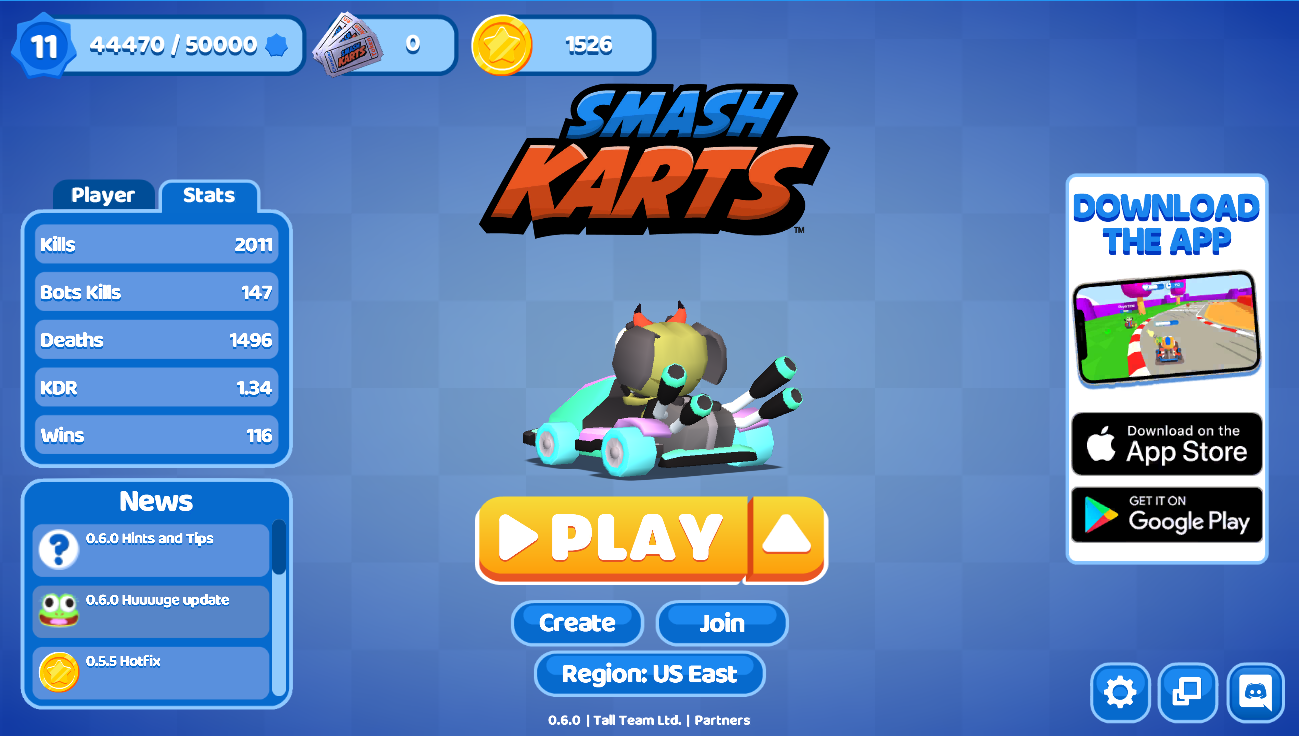 11
44470 / 50000
0
1526
SMASH
KARTS
TM
Player
Stats
Kills 2011
Bots Kills 147
Deaths 1496
KDR 1.34
Wins 116
News
0.6.0 Hints and Tips
0.6.0 Huuuuge update
0.5.5 Hotfix
PLAY
Create
Join
Region: US East
0.6.0 | Tall Team Ltd. | Partners
DOWNLOAD
THE APP
Download on the
App Store
GET IT ON
Google Play